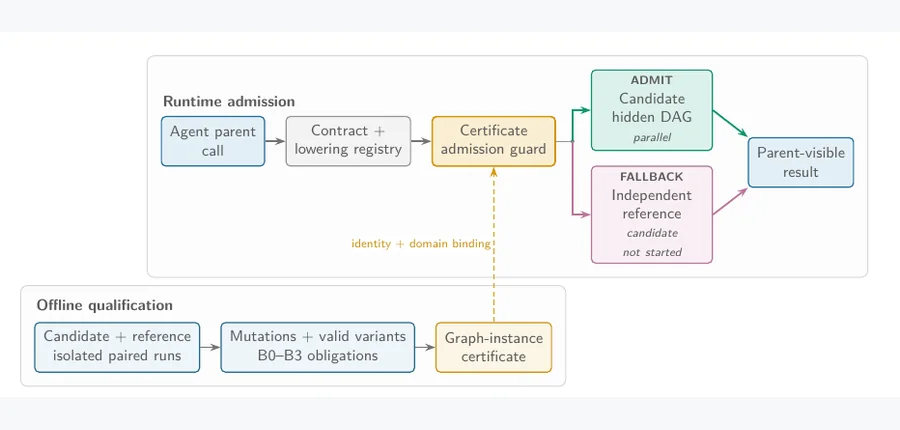 Runtime admission
Agent parent
call
Contract +
lowering registry
Certificate
admission guard
ADMIT
Candidate
hidden DAG
parallel
FALLBACK
Independent
reference
candidate
not started
Parent-visible
result
identity + domain binding
Offline qualification
Candidate + reference
isolated paired runs
Mutations + valid variants
B0–B3 obligations
Graph-instance
certificate